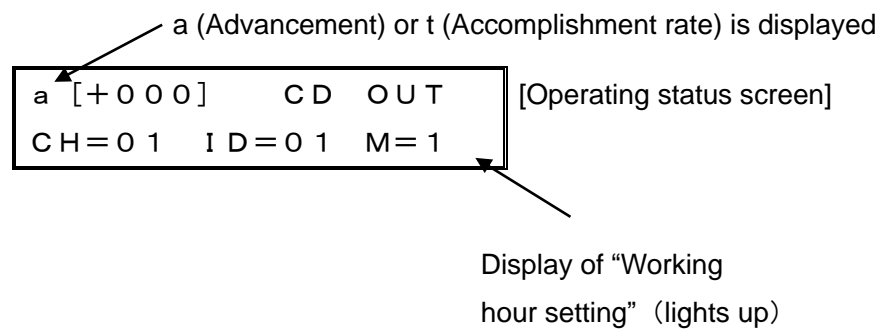 a (Advancement) or t (Accomplishment rate) is displayed
a [+000] CD OUT
[Operating status screen]
CH=01 ID=01 M=1
Display of “Working
hour setting”（lights up）